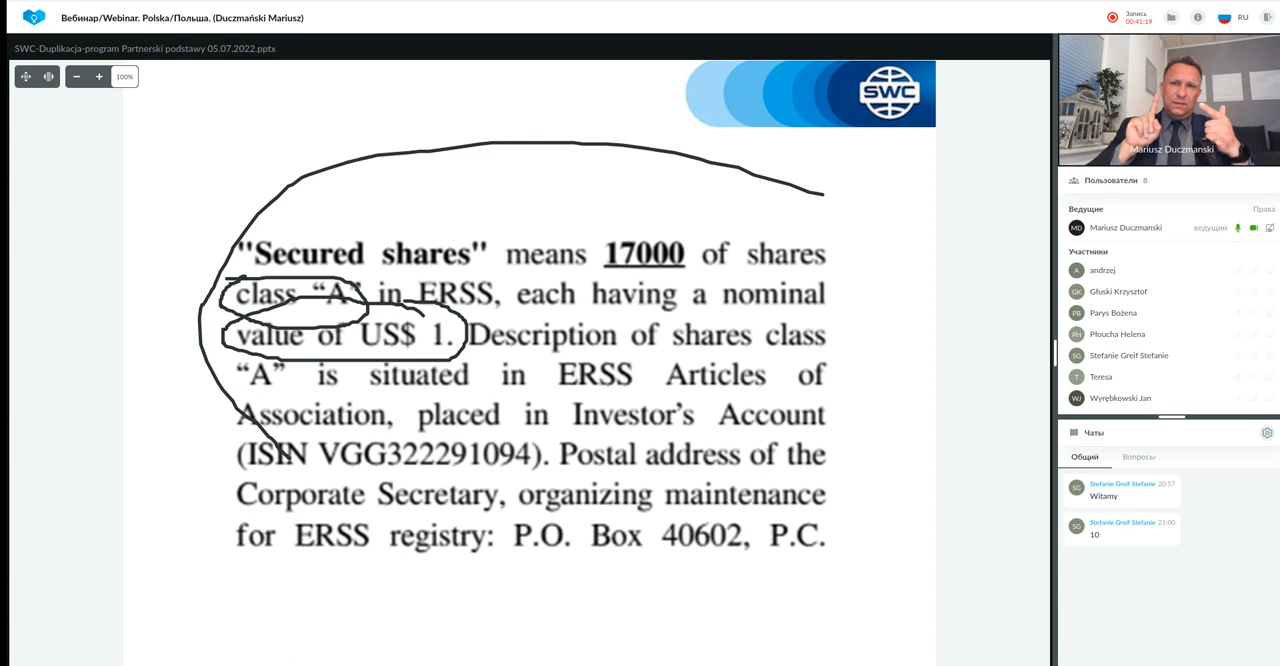 Вебинар/Webinar. Polska/Польша. (Duczmański Mariusz)
Запись
00:41:19
RU
SWC-Duplikacja-program Partnerski podstawy 05.07.2022.pptx
100%
SWC
"Secured shares" means 17000 of shares
class “A” in ERSS, each having a nominal
value of US$ 1. Description of shares class
“A” is situated in ERSS Articles of
Association, placed in Investor’s Account
(ISIN VGG322291094). Postal address of the
Corporate Secretary, organizing maintenance
for ERSS registry: P.O. Box 40602, P.C.
Mariusz Duczmanski
Пользователи 8
Ведущие Права
MD Mariusz Duczmanski ведущий
Участники
A andrzej
GK Głuski Krzysztof
PB Parys Bożena
PH Płoucha Helena
SG Stefanie Greif Stefanie
T Teresa
WJ Wyrębkowski Jan
Чаты
Общий Вопросы
SG Stefanie Greif Stefanie 20:57
Witamy
SG Stefanie Greif Stefanie 21:00
10